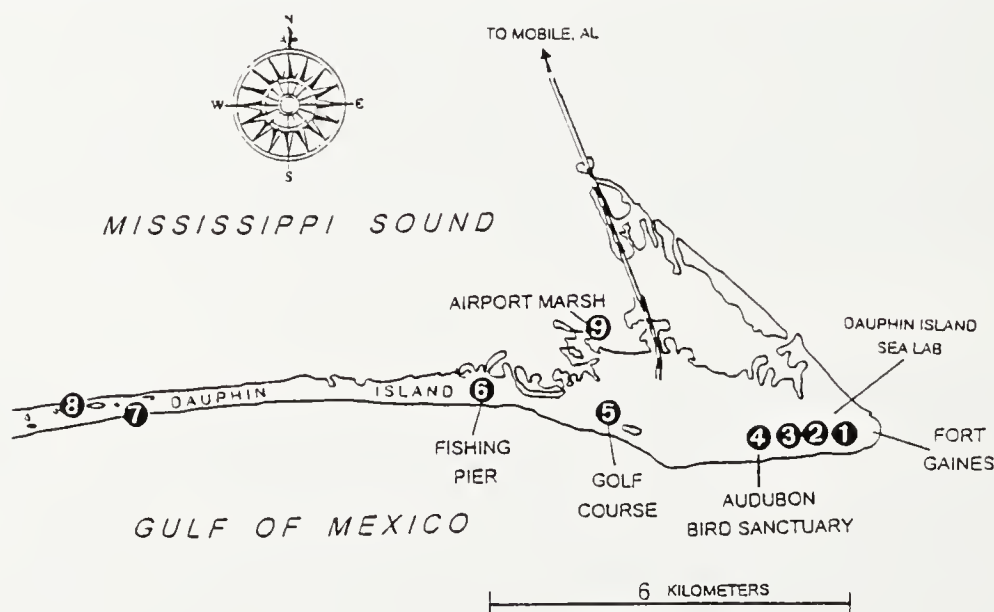 N
W E
S
TO MOBILE, AL
MISSISSIPPI SOUND
AIRPORT MARSH
9
DAUPHIN ISLAND
SEA LAB
8 7 DAUPHIN ISLAND 6
5
4 3 2 1
FISHING
PIER
GOLF
COURSE
AUDUBON
BIRD SANCTUARY
FORT
GAINES
GULF OF MEXICO
6 KILOMETERS